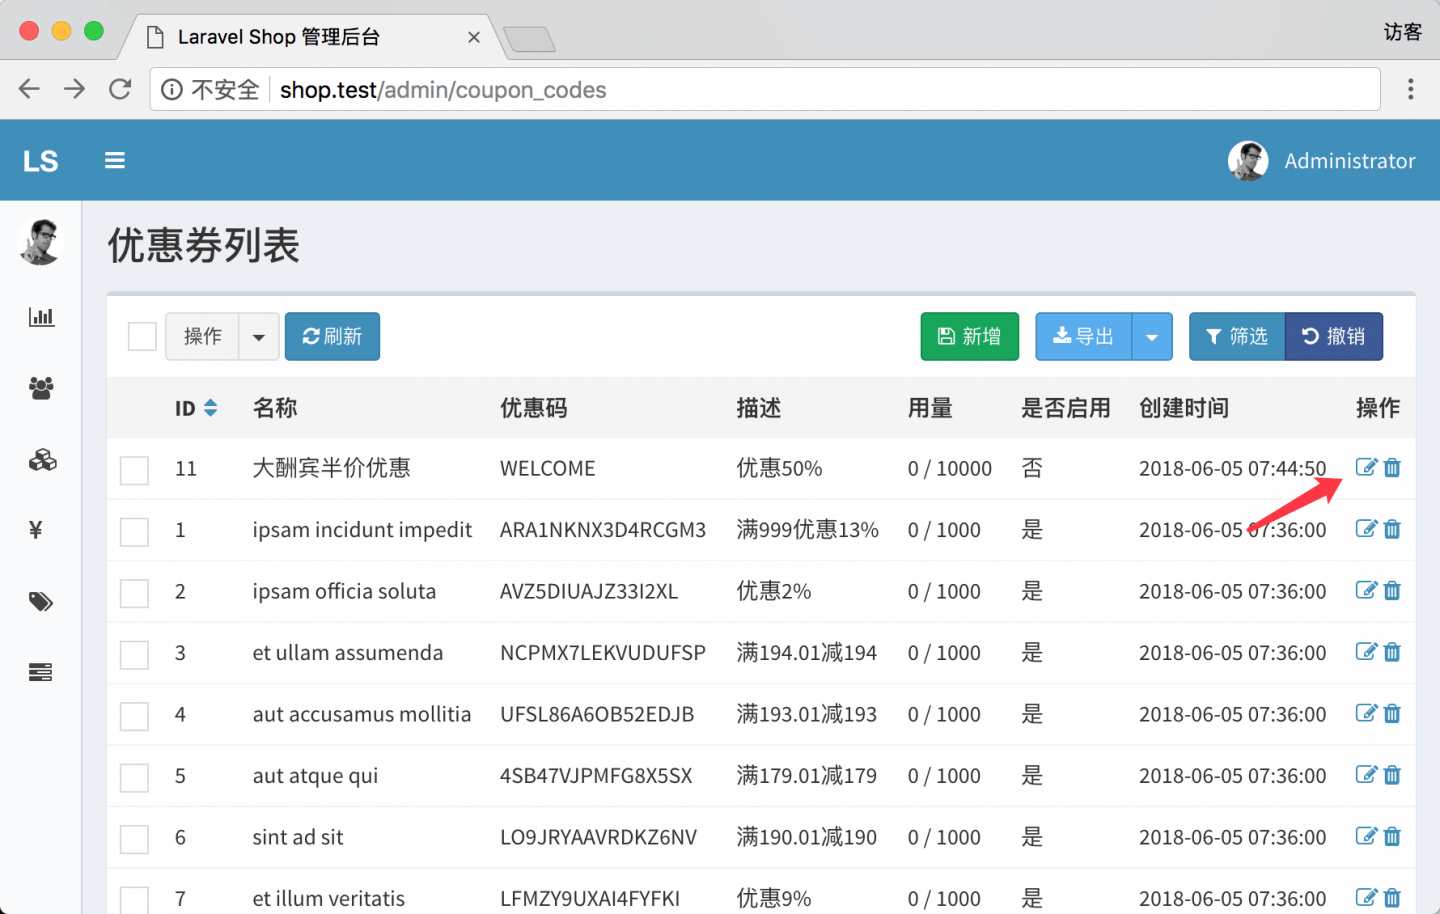 Laravel Shop 管理后台
访客
不安全 shop.test/admin/coupon_codes
LS Administrator
优惠券列表
操作 刷新 新增 导出 筛选 撤销
ID 名称 优惠码 描述 用量 是否启用 创建时间 操作
11 大酬宾半价优惠 WELCOME 优惠50% 0 / 10000 否 2018-06-05 07:44:50
1 ipsam incidunt impedit ARA1NKNX3D4RCGM3 满999优惠13% 0 / 1000 是 2018-06-05 07:36:00
2 ipsam officia soluta AVZ5DIUAJZ33I2XL 优惠2% 0 / 1000 是 2018-06-05 07:36:00
3 et ullam assumenda NCPMX7LEKVUDUFSP 满194.01减194 0 / 1000 是 2018-06-05 07:36:00
4 aut accusamus mollitia UFSL86A6OB52EDJB 满193.01减193 0 / 1000 是 2018-06-05 07:36:00
5 aut atque qui 4SB47VJPMFG8X5SX 满179.01减179 0 / 1000 是 2018-06-05 07:36:00
6 sint ad sit LO9JRYAAVRDKZ6NV 满190.01减190 0 / 1000 是 2018-06-05 07:36:00
7 et illum veritatis LFMZY9UXAI4FYFKI 优惠9% 0 / 1000 是 2018-06-05 07:36:00